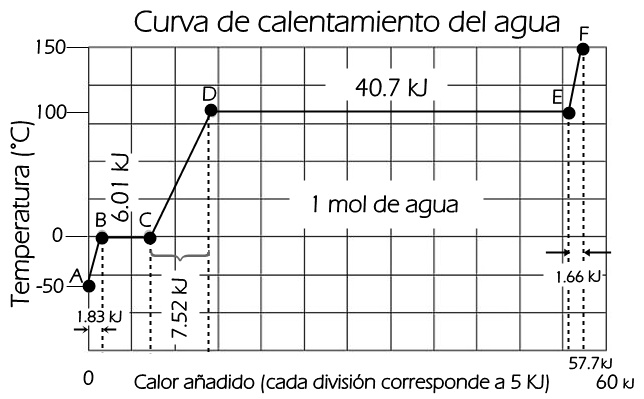 Curva de calentamiento del agua
F
150
E
40.7 kJ
D
100
Temperatura (°C)
6.01 kJ
1 mol de agua
B
C
0
A
-50
1.83 kJ
7.52 kJ
1.66 kJ
57.7kJ
0
Calor añadido (cada división corresponde a 5 KJ)
60 kJ